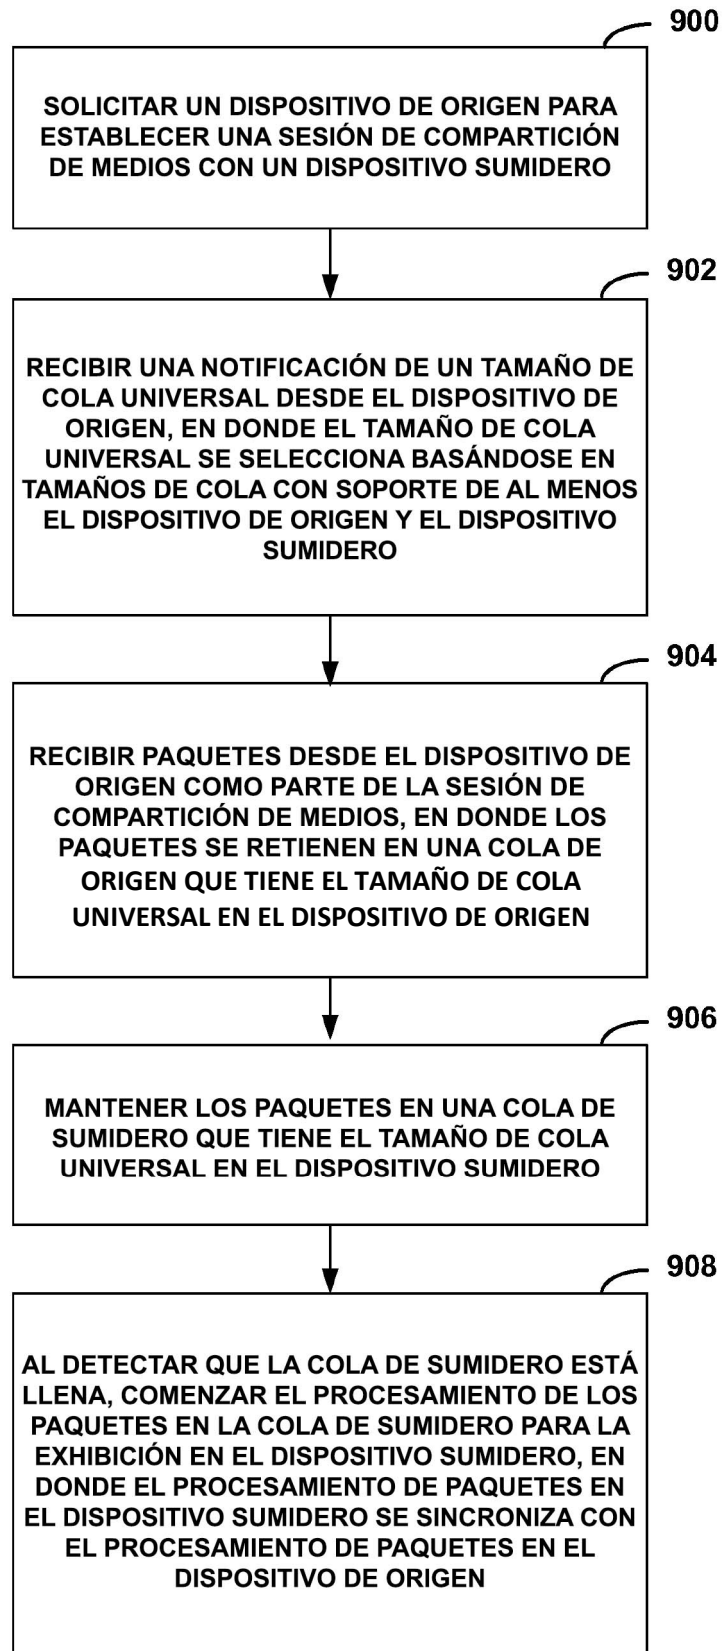 900
SOLICITAR UN DISPOSITIVO DE ORIGEN PARA
ESTABLECER UNA SESIÓN DE COMPARTICIÓN
DE MEDIOS CON UN DISPOSITIVO SUMIDERO
902
RECIBIR UNA NOTIFICACIÓN DE UN TAMAÑO DE
COLA UNIVERSAL DESDE EL DISPOSITIVO DE
ORIGEN, EN DONDE EL TAMAÑO DE COLA
UNIVERSAL SE SELECCIONA BASÁNDOSE EN
TAMAÑOS DE COLA CON SOPORTE DE AL MENOS
EL DISPOSITIVO DE ORIGEN Y EL DISPOSITIVO
SUMIDERO
904
RECIBIR PAQUETES DESDE EL DISPOSITIVO DE
ORIGEN COMO PARTE DE LA SESIÓN DE
COMPARTICIÓN DE MEDIOS, EN DONDE LOS
PAQUETES SE RETIENEN EN UNA COLA DE
ORIGEN QUE TIENE EL TAMAÑO DE COLA
UNIVERSAL EN EL DISPOSITIVO DE ORIGEN
906
MANTENER LOS PAQUETES EN UNA COLA DE
SUMIDERO QUE TIENE EL TAMAÑO DE COLA
UNIVERSAL EN EL DISPOSITIVO SUMIDERO
908
AL DETECTAR QUE LA COLA DE SUMIDERO ESTÁ
LLENA, COMENZAR EL PROCESAMIENTO DE LOS
PAQUETES EN LA COLA DE SUMIDERO PARA LA
EXHIBICIÓN EN EL DISPOSITIVO SUMIDERO, EN
DONDE EL PROCESAMIENTO DE PAQUETES EN
EL DISPOSITIVO SUMIDERO SE SINCRONIZA CON
EL PROCESAMIENTO DE PAQUETES EN EL
DISPOSITIVO DE ORIGEN